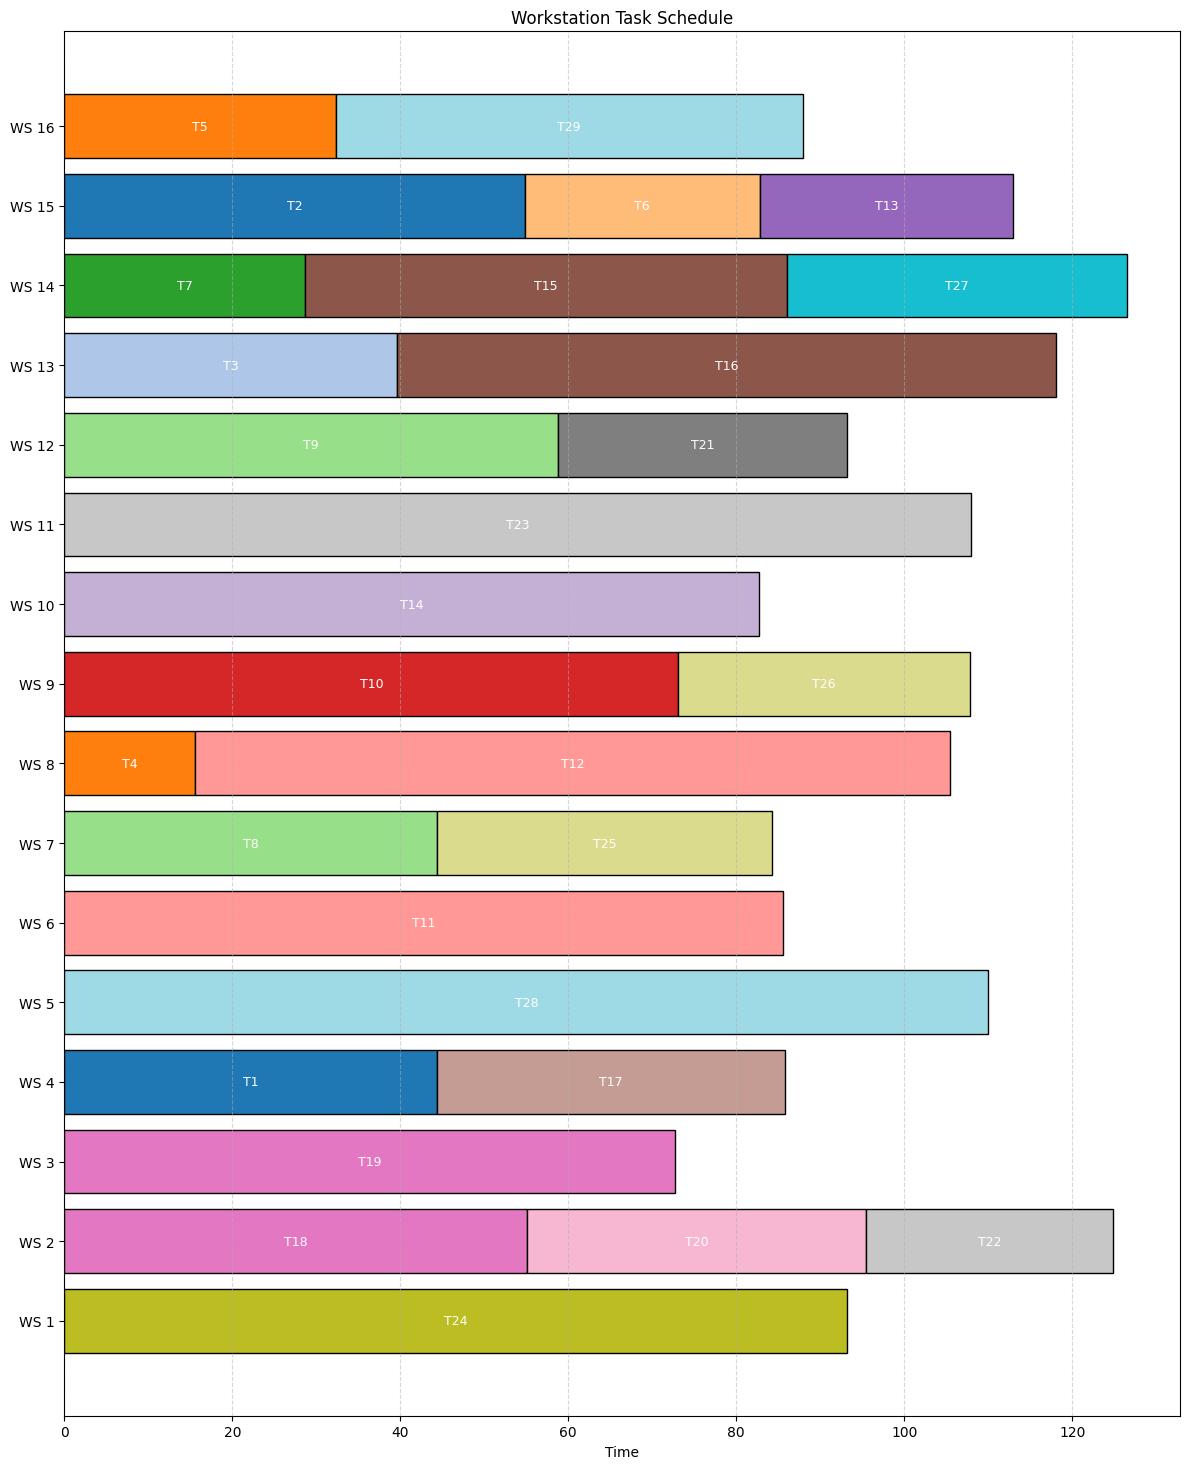 Workstation Task Schedule
WS 16 T5 T29
WS 15 T2 T6 T13
WS 14 T7 T15 T27
WS 13 T3 T16
WS 12 T9 T21
WS 11 T23
WS 10 T14
WS 9 T10 T26
WS 8 T4 T12
WS 7 T8 T25
WS 6 T11
WS 5 T28
WS 4 T1 T17
WS 3 T19
WS 2 T18 T20 T22
WS 1 T24
0 20 40 60 80 100 120
Time